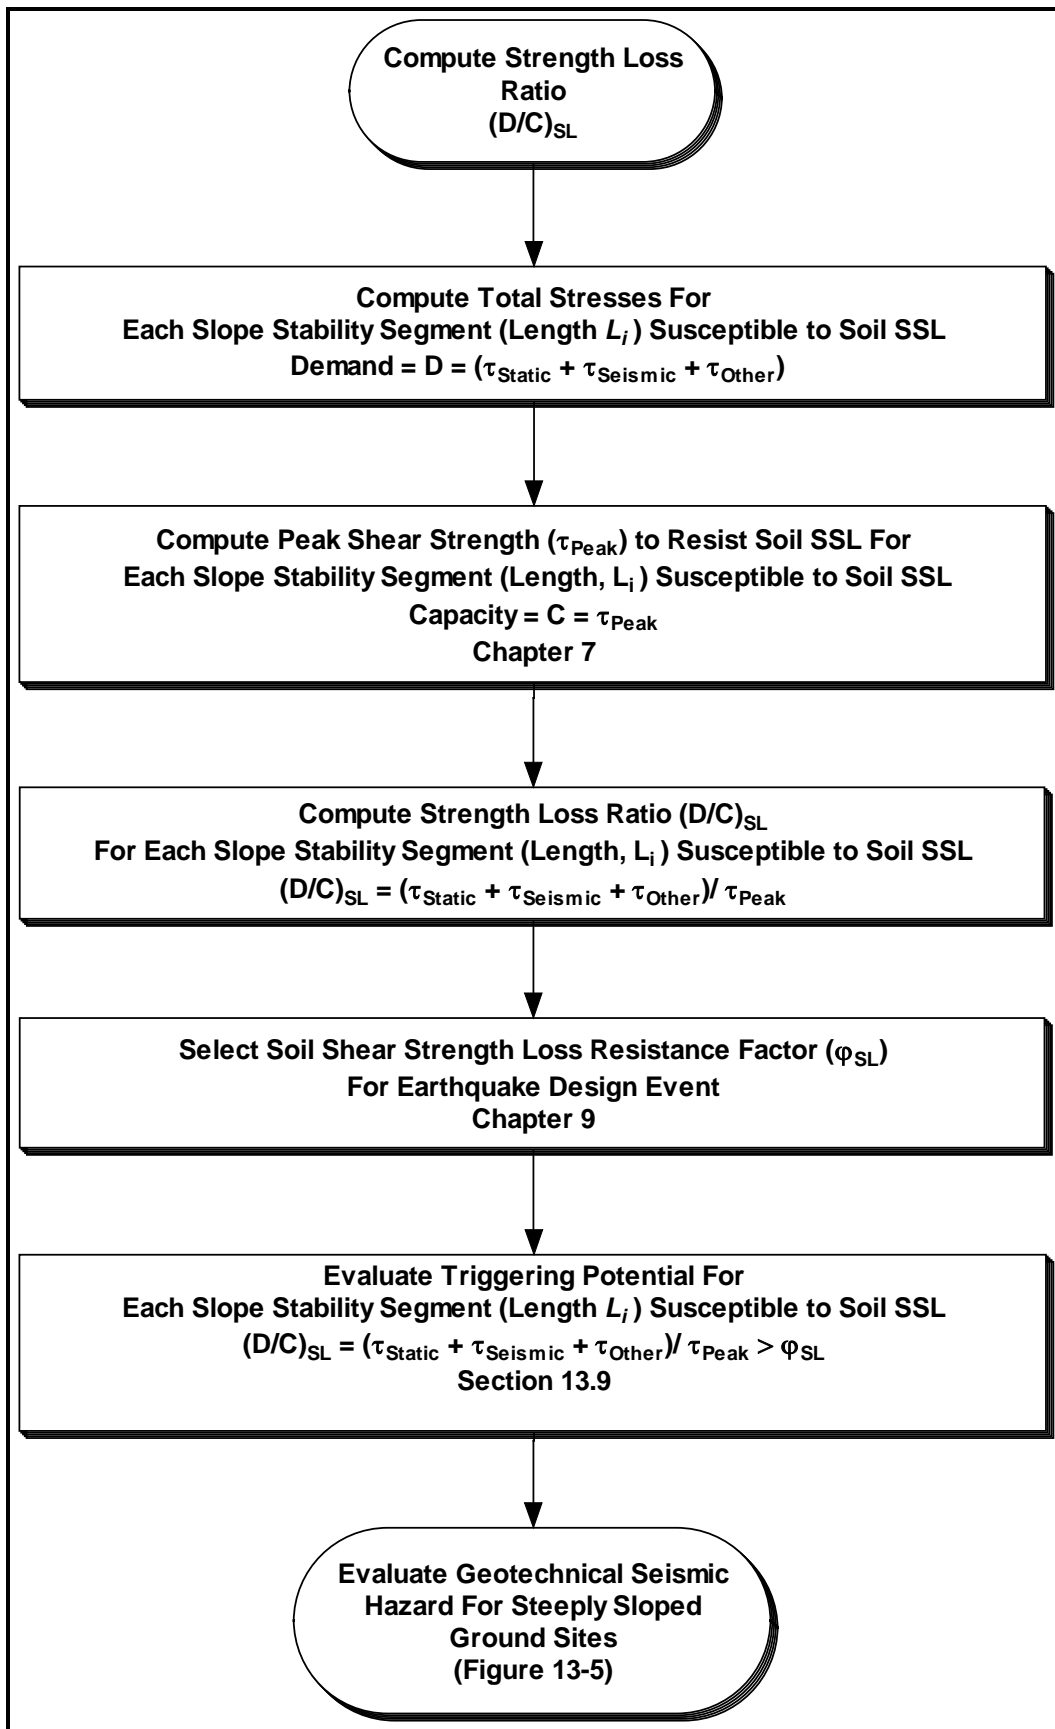 Compute Strength Loss
Ratio
(D/C)SL
Compute Total Stresses For
Each Slope Stability Segment (Length Li ) Susceptible to Soil SSL
Demand = D = (τStatic + τSeismic + τOther)
Compute Peak Shear Strength (τPeak) to Resist Soil SSL For
Each Slope Stability Segment (Length, Li ) Susceptible to Soil SSL
Capacity = C = τPeak
Chapter 7
Compute Strength Loss Ratio (D/C)SL
For Each Slope Stability Segment (Length, Li ) Susceptible to Soil SSL
(D/C)SL = (τStatic + τSeismic + τOther)/ τPeak
Select Soil Shear Strength Loss Resistance Factor (φSL)
For Earthquake Design Event
Chapter 9
Evaluate Triggering Potential For
Each Slope Stability Segment (Length Li ) Susceptible to Soil SSL
(D/C)SL = (τStatic + τSeismic + τOther)/ τPeak > φSL
Section 13.9
Evaluate Geotechnical Seismic
Hazard For Steeply Sloped
Ground Sites
(Figure 13-5)